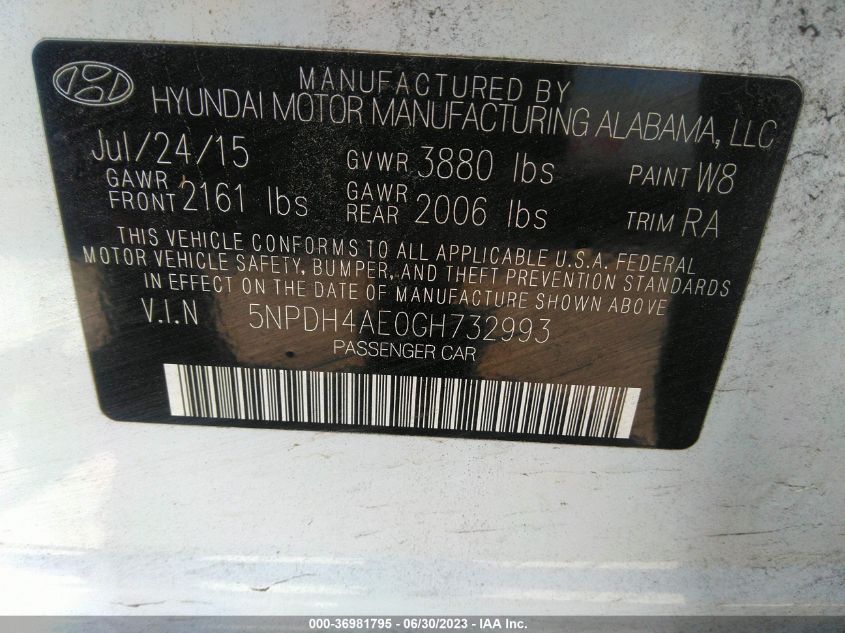 MANUFACTURED BY
HYUNDAI MOTOR MANUFACTURING ALABAMA, LLC
Jul/24/15 GVWR 3880 lbs PAINT W8
GAWR FRONT 2161 lbs GAWR REAR 2006 lbs TRIM RA
THIS VEHICLE CONFORMS TO ALL APPLICABLE U.S.A. FEDERAL
MOTOR VEHICLE SAFETY, BUMPER, AND THEFT PREVENTION STANDARDS
IN EFFECT ON THE DATE OF MANUFACTURE SHOWN ABOVE
V.I.N 5NPDH4AE0GH732993
PASSENGER CAR
000-36981795 - 06/30/2023 - IAA Inc.